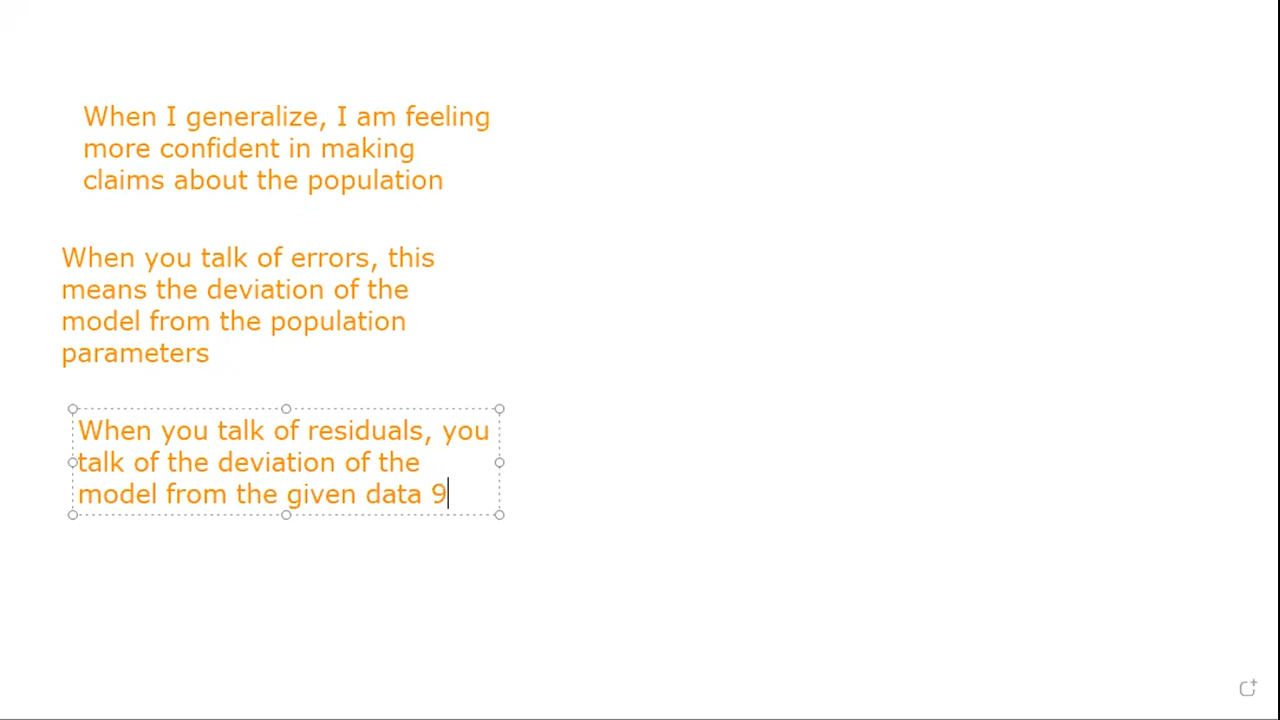 When I generalize, I am feeling
more confident in making
claims about the population
When you talk of errors, this
means the deviation of the
model from the population
parameters
When you talk of residuals, you
talk of the deviation of the
model from the given data 9